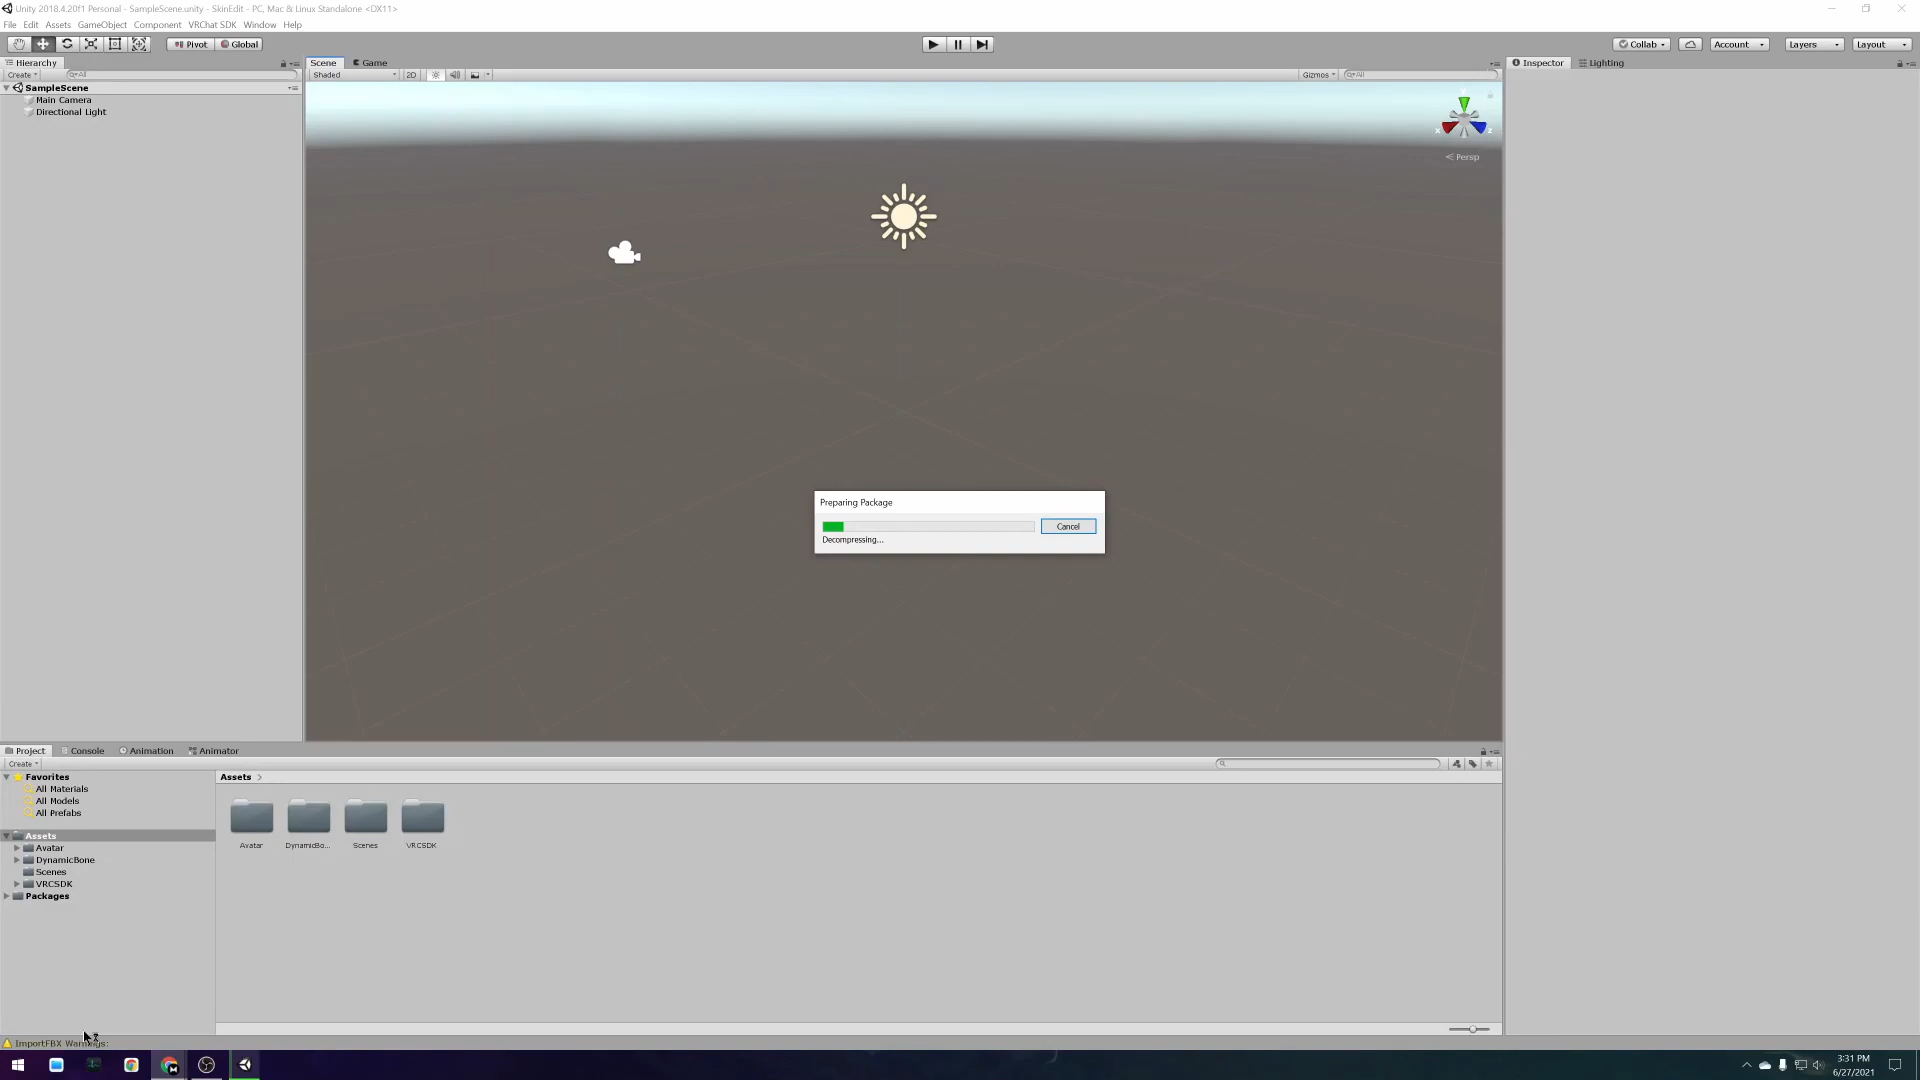 Unity 2018.4.20f1 Personal - SampleScene.unity - SkinEdit - PC, Mac & Linux Standalone <DX11>
File Edit Assets GameObject Component VRChat SDK Window Help
Pivot Global Collab Account Layers Layout
Hierarchy Scene Game Inspector Lighting
Create All Shaded 2D Gizmos All
SampleScene
Main Camera
Directional Light
Y
X Z
Persp
Preparing Package
Cancel
Decompressing...
Project Console Animation Animator
Create
Favorites
All Materials
All Models
All Prefabs
Assets
Avatar
DynamicBone
Scenes
VRCSDK
Packages
Assets
Avatar DynamicBo... Scenes VRCSDK
ImportFBX Warnings:
3:31 PM
6/27/2021